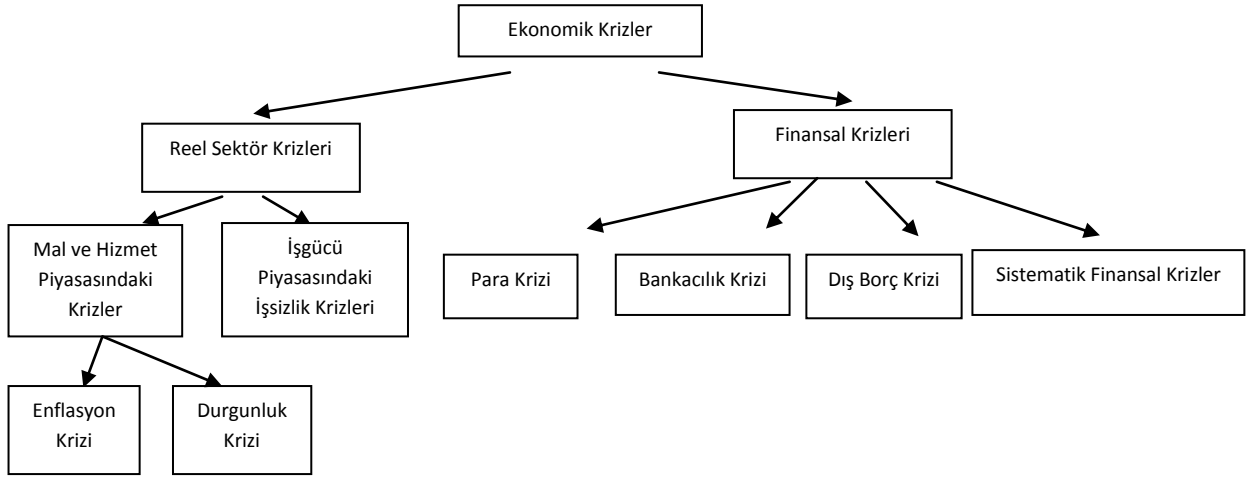 Ekonomik Krizler
Reel Sektör Krizleri
Finansal Krizleri
Mal ve Hizmet
Piyasasındaki
Krizler
İşgücü
Piyasasındaki
İşsizlik Krizleri
Para Krizi
Bankacılık Krizi
Dış Borç Krizi
Sistematik Finansal Krizler
Enflasyon
Krizi
Durgunluk
Krizi